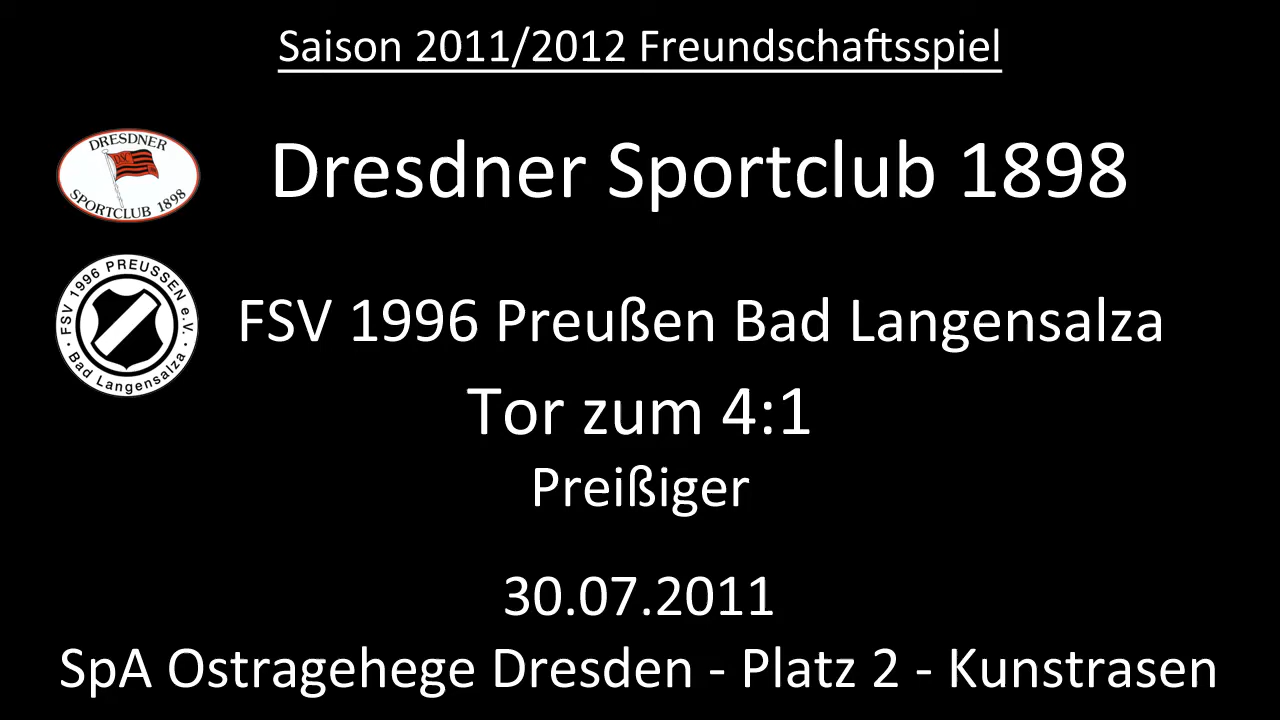 Saison 2011/2012 Freundschaftsspiel
DRESDNER
DSC
SPORTCLUB 1898
Dresdner Sportclub 1898
FSV 1996 PREUSSEN e.V.
Bad Langensalza
FSV 1996 Preußen Bad Langensalza
Tor zum 4:1
Preißiger
30.07.2011
SpA Ostragehege Dresden - Platz 2 - Kunstrasen